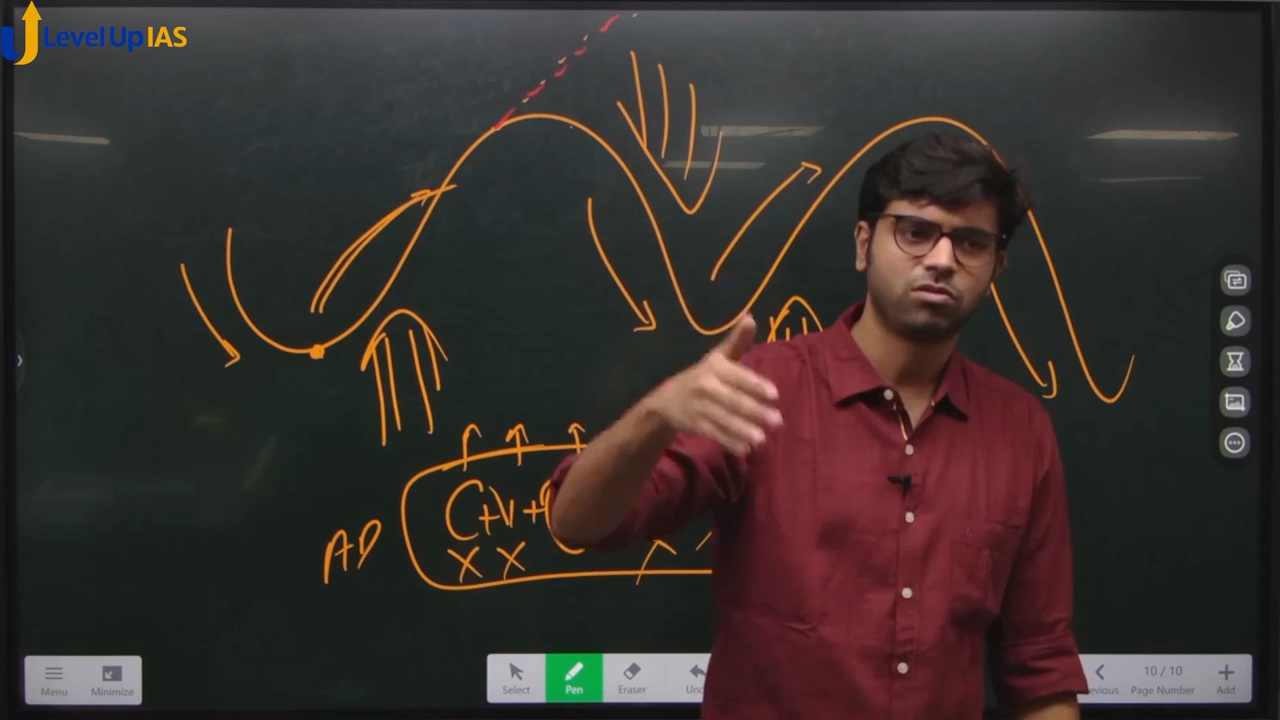 Level Up IAS
AD
C+I+
X X
Menu
Minimize
Select
Pen
Eraser
10 / 10
Page Number
Add